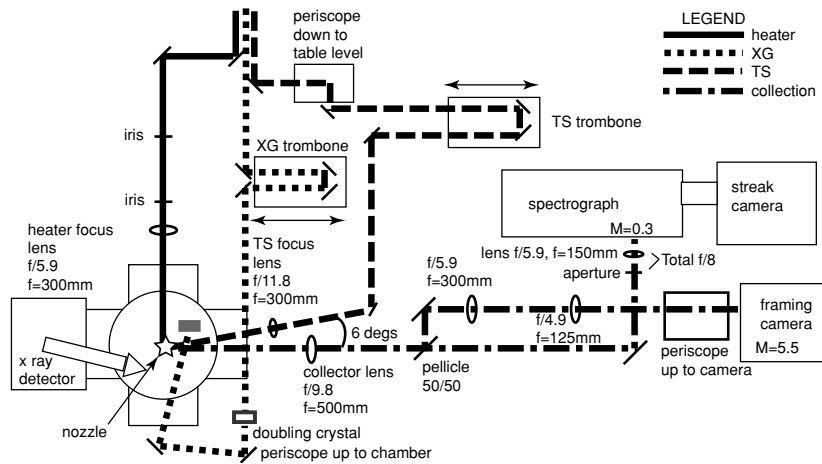 periscope
down to
table level
LEGEND
heater
XG
TS
collection
iris
iris
XG trombone
TS trombone
heater focus
lens
f/5.9
f=300mm
TS focus
lens
f/11.8
f=300mm
spectrograph
M=0.3
streak
camera
lens f/5.9, f=150mm
aperture
Total f/8
f/5.9
f=300mm
f/4.9
f=125mm
framing
camera
M=5.5
periscope
up to camera
6 degs
x ray
detector
collector lens
f/9.8
f=500mm
pellicle
50/50
nozzle
doubling crystal
periscope up to chamber